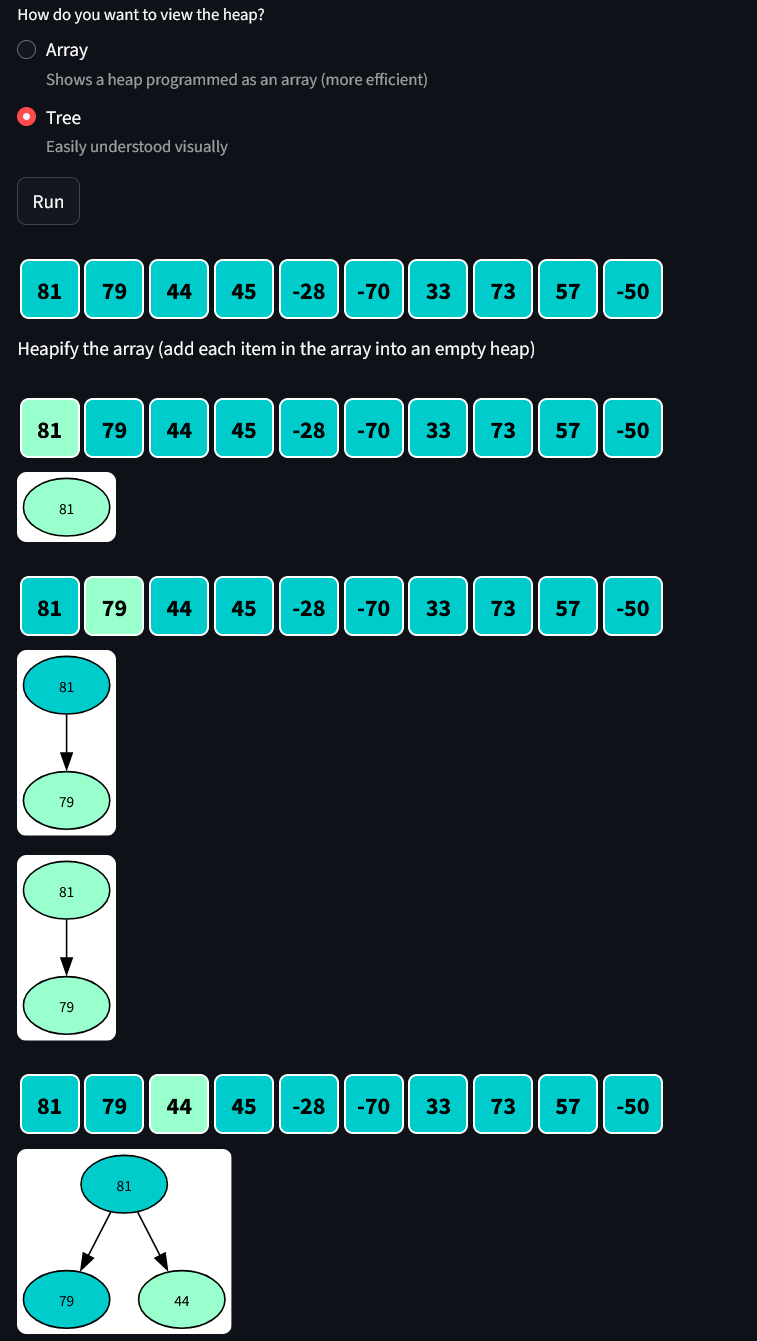 How do you want to view the heap?
Array
Shows a heap programmed as an array (more efficient)
Tree
Easily understood visually
Run
81 79 44 45 -28 -70 33 73 57 -50
Heapify the array (add each item in the array into an empty heap)
81 79 44 45 -28 -70 33 73 57 -50
81
81 79 44 45 -28 -70 33 73 57 -50
81
79
81
79
81 79 44 45 -28 -70 33 73 57 -50
81
79 44